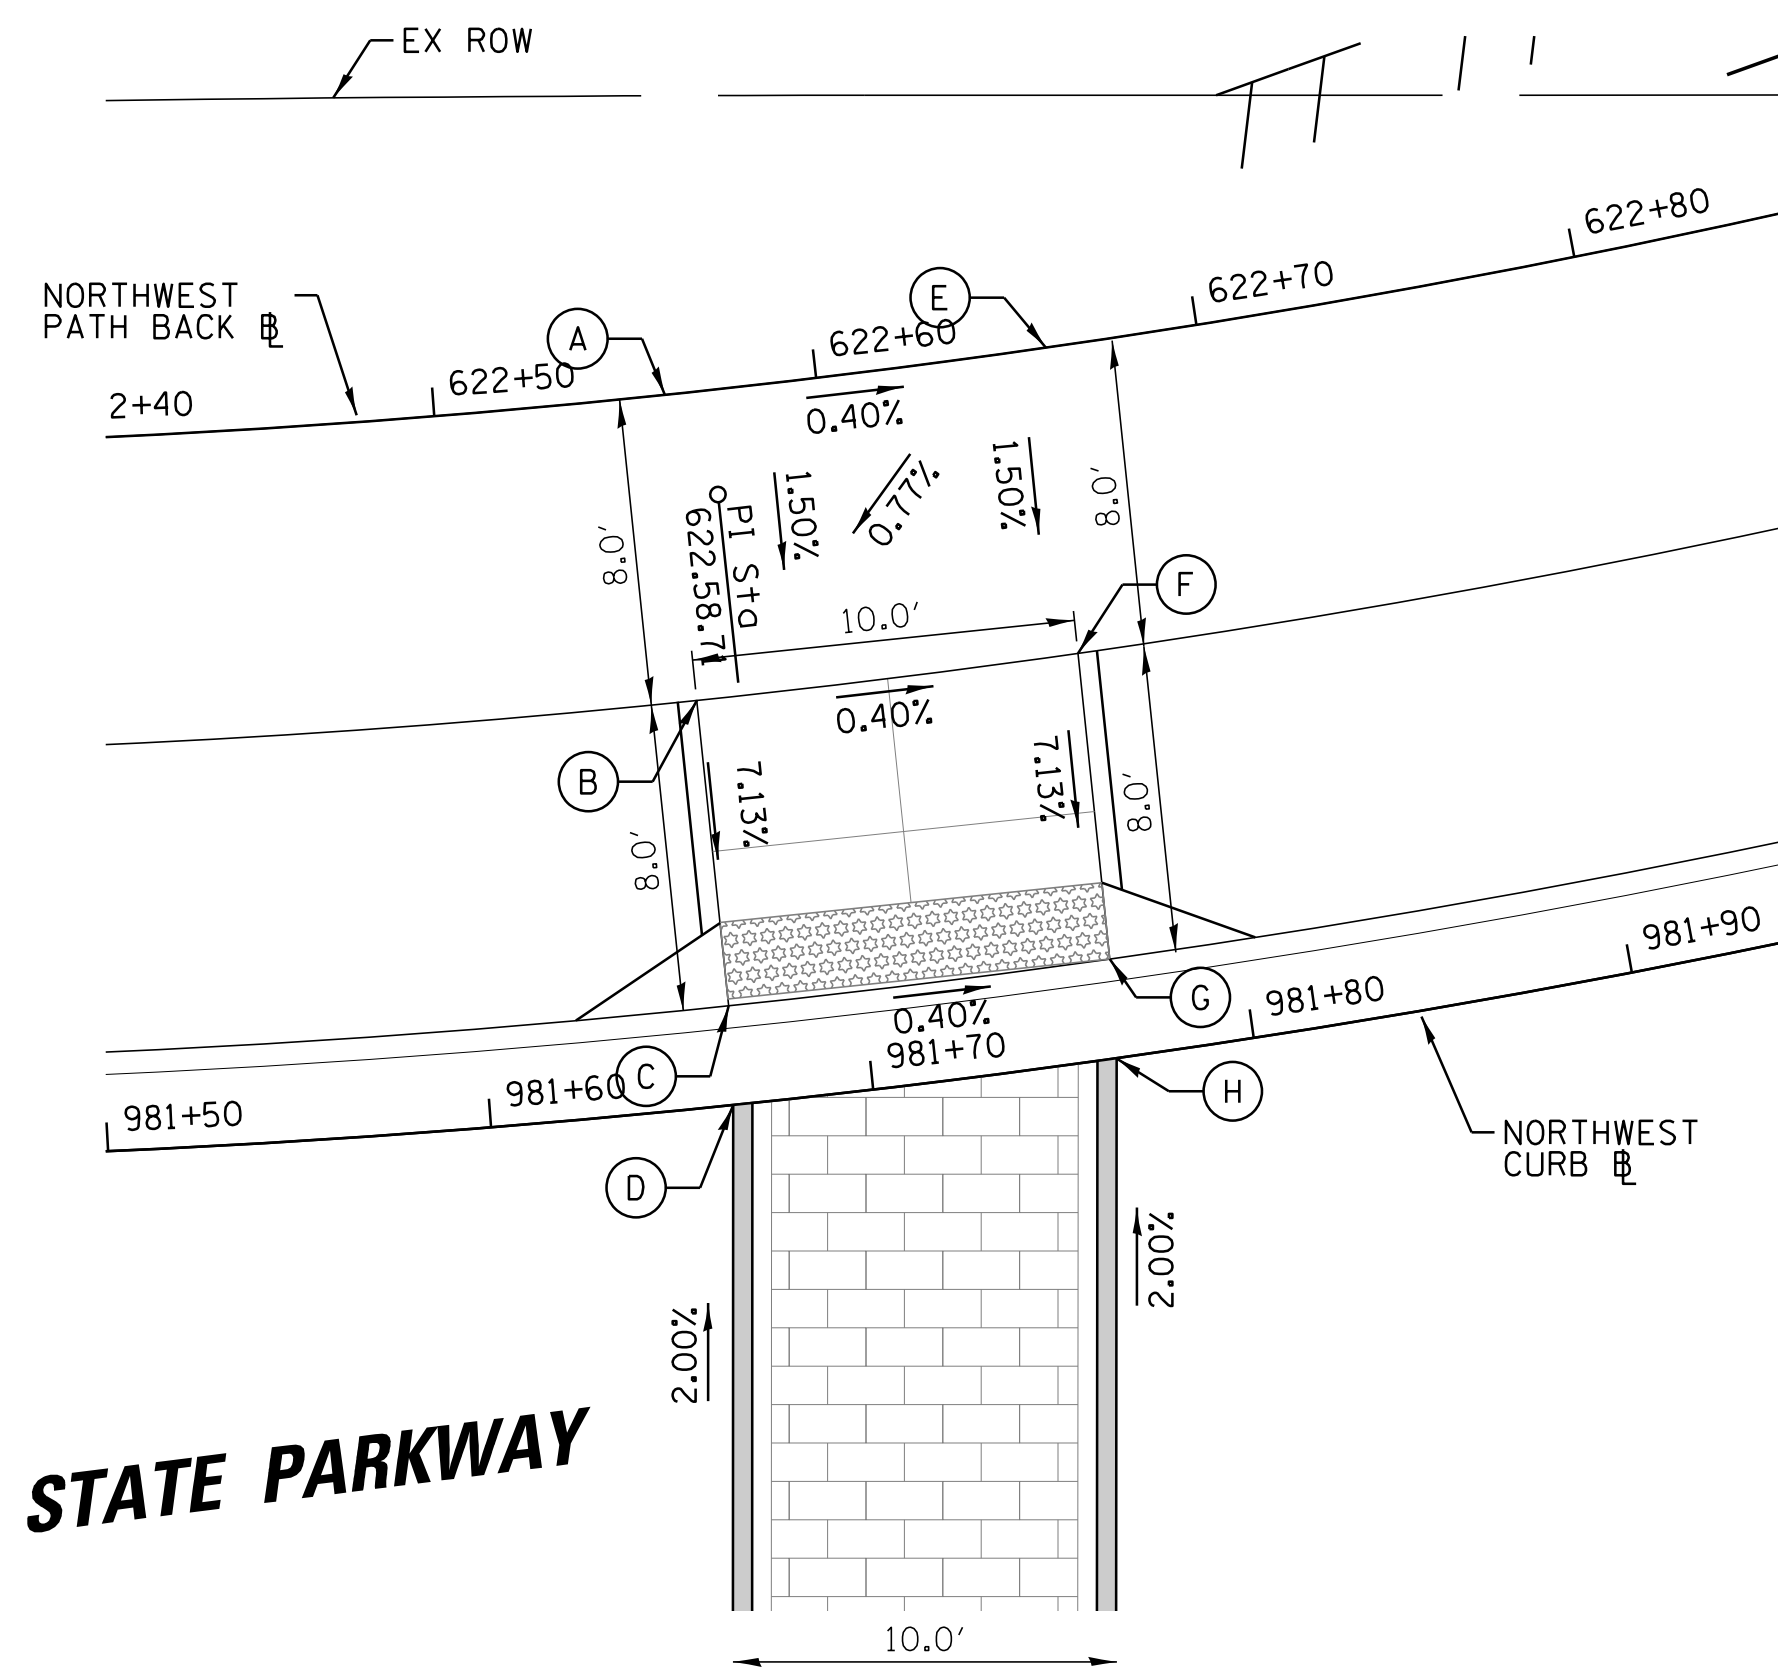 EX ROW
622+80
622+70
NORTHWEST
PATH BACK BL
E
A
622+60
622+50
2+40
0.40%
1.50%
0.77%
1.50%
8.0'
8.0'
PI Sta
622.58.71
F
10.0'
0.40%
B
7.13%
7.13%
8.0'
8.0'
981+90
G
981+80
0.40%
981+70
C
981+60
981+50
H
NORTHWEST
CURB BL
D
2.00%
2.00%
STATE PARKWAY
10.0'